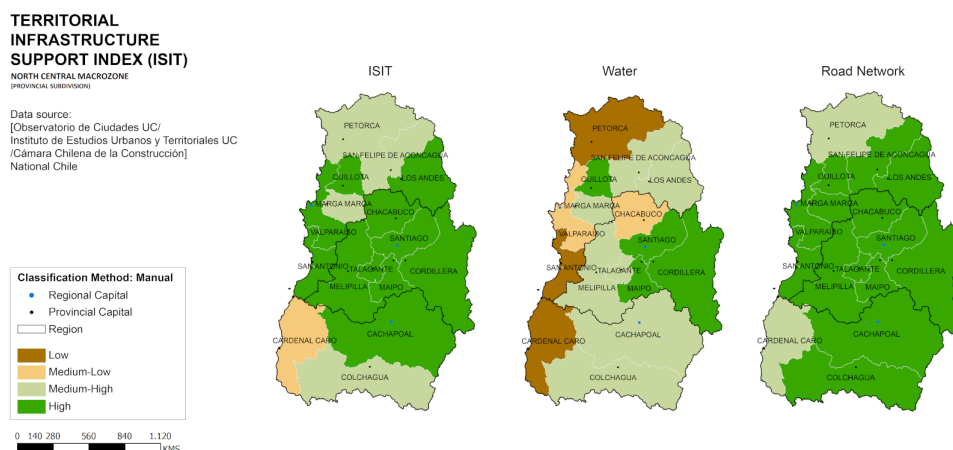 TERRITORIAL
INFRASTRUCTURE
SUPPORT INDEX (ISIT)
NORTH CENTRAL MACROZONE
(PROVINCIAL SUBDIVISION)
Data source:
[Observatorio de Ciudades UC/
Instituto de Estudios Urbanos y Territoriales UC
/Cámara Chilena de la Construcción]
National Chile
Classification Method: Manual
Regional Capital
Provincial Capital
Region
Low
Medium-Low
Medium-High
High
0 140 280 560 840 1.120
KMS
ISIT
PETORCA
SAN FELIPE DE ACONCAGUA
QUILLOTA
LOS ANDES
MARGA MARGA
CHACABUCO
VALPARAISO
SANTIAGO
SAN ANTONIO
TALAGANTE
CORDILLERA
MELIPILLA
MAIPO
CACHAPOAL
CARDENAL CARO
COLCHAGUA
Water
PETORCA
SAN FELIPE DE ACONCAGUA
QUILLOTA
LOS ANDES
MARGA MARGA
CHACABUCO
VALPARAISO
SANTIAGO
SAN ANTONIO
TALAGANTE
CORDILLERA
MELIPILLA
MAIPO
CACHAPOAL
CARDENAL CARO
COLCHAGUA
Road Network
PETORCA
SAN FELIPE DE ACONCAGUA
QUILLOTA
LOS ANDES
MARGA MARGA
CHACABUCO
VALPARAISO
SANTIAGO
SAN ANTONIO
TALAGANTE
CORDILLERA
MELIPILLA
MAIPO
CACHAPOAL
CARDENAL CARO
COLCHAGUA